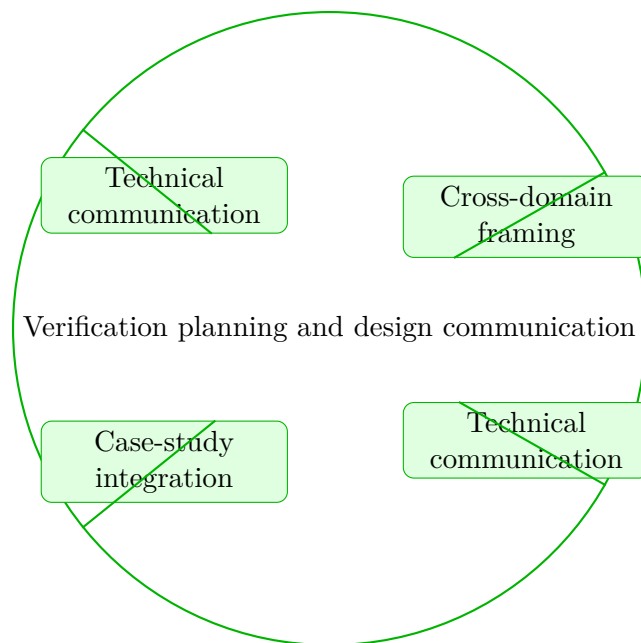 Technical
communication
Cross-domain
framing
Verification planning and design communication
Case-study
integration
Technical
communication